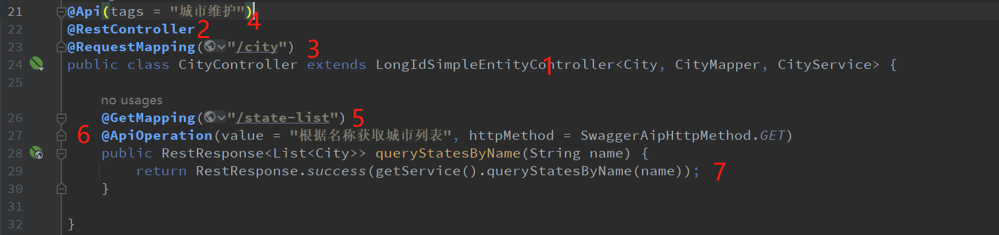 21 @Api(tags = "城市维护") 4
22 @RestController 2
23 @RequestMapping("/city") 3
24 public class CityController extends LongIdSimpleEntityController<City, CityMapper, CityService> { 1
25
no usages
26 @GetMapping("/state-list") 5
27 6 @ApiOperation(value = "根据名称获取城市列表", httpMethod = SwaggerAipHttpMethod.GET)
28 public RestResponse<List<City>> queryStatesByName(String name) {
29 return RestResponse.success(getService().queryStatesByName(name)); 7
30 }
31
32 }